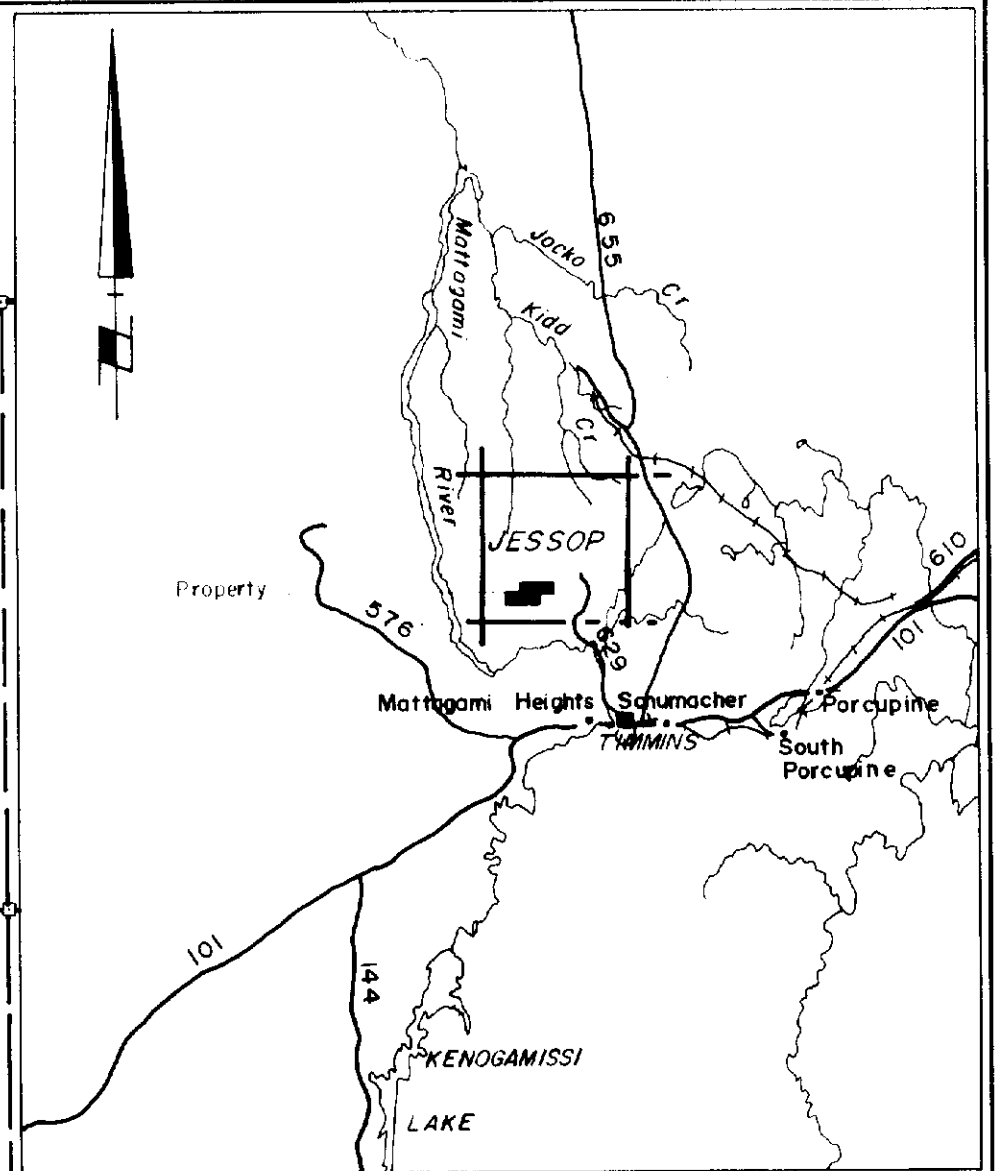 655
Mattagami
Jocko
Cr
Kidd
Cr
River
JESSOP
Property
576
629
610
101
Mattagami Heights Schumacher
Porcupine
TIMMINS
South
Porcupine
101
144
KENOGAMISSI
LAKE